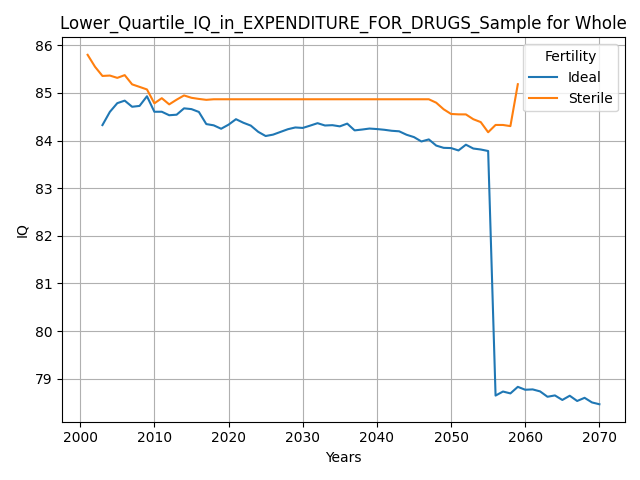 Lower_Quartile_IQ_in_EXPENDITURE_FOR_DRUGS_Sample for Whole
Fertility
Ideal
Sterile
IQ
86
85
84
83
82
81
80
79
2000 2010 2020 2030 2040 2050 2060 2070
Years